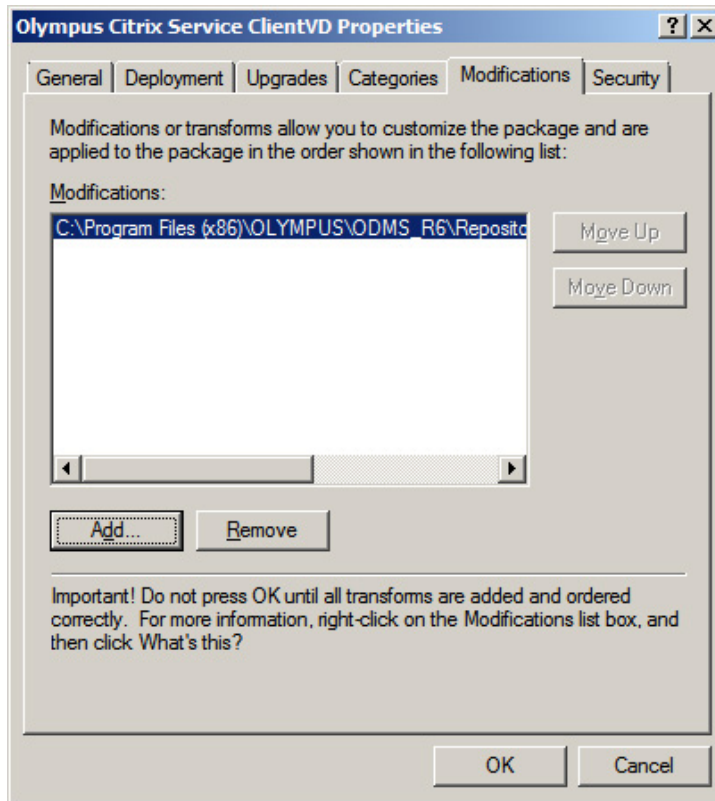 Olympus Citrix Service ClientVD Properties
General Deployment Upgrades Categories Modifications Security
Modifications or transforms allow you to customize the package and are
applied to the package in the order shown in the following list:
Modifications:
C:\Program Files (x86)\OLYMPUS\ODMS_R6\Reposito
Move Up
Move Down
Add... Remove
Important! Do not press OK until all transforms are added and ordered
correctly. For more information, right-click on the Modifications list box, and
then click What's this?
OK Cancel